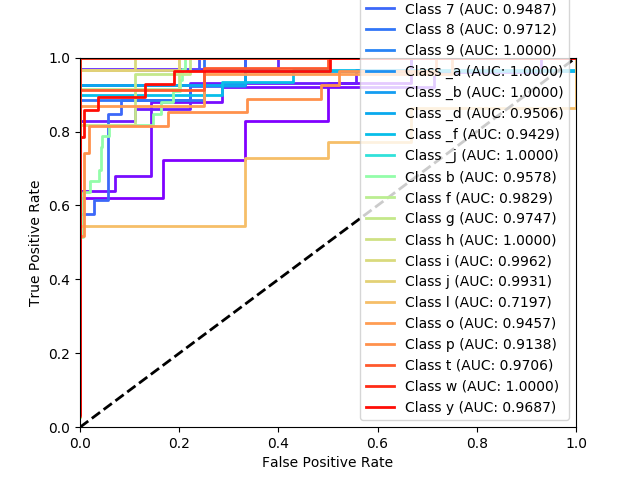 Class 7 (AUC: 0.9487)
Class 8 (AUC: 0.9712)
Class 9 (AUC: 1.0000)
Class _a (AUC: 1.0000)
Class _b (AUC: 1.0000)
Class _d (AUC: 0.9506)
Class _f (AUC: 0.9429)
Class _j (AUC: 1.0000)
Class b (AUC: 0.9578)
Class f (AUC: 0.9829)
Class g (AUC: 0.9747)
Class h (AUC: 1.0000)
Class i (AUC: 0.9962)
Class j (AUC: 0.9931)
Class l (AUC: 0.7197)
Class o (AUC: 0.9457)
Class p (AUC: 0.9138)
Class t (AUC: 0.9706)
Class w (AUC: 1.0000)
Class y (AUC: 0.9687)
1.0
0.8
0.6
0.4
0.2
0.0
True Positive Rate
0.0 0.2 0.4 0.6 0.8 1.0
False Positive Rate